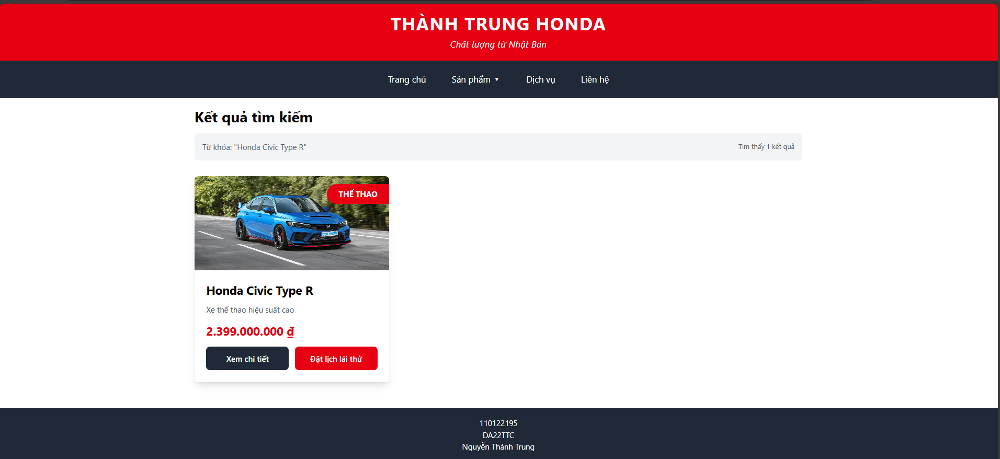 THÀNH TRUNG HONDA
Chất lượng từ Nhật Bản
Trang chủ Sản phẩm ▼ Dịch vụ Liên hệ
Kết quả tìm kiếm
Từ khóa: "Honda Civic Type R" Tìm thấy 1 kết quả
THỂ THAO
carwow
Honda Civic Type R
Xe thể thao hiệu suất cao
2.399.000.000 ₫
Xem chi tiết Đặt lịch lái thử
110122195
DA22TTC
Nguyễn Thành Trung